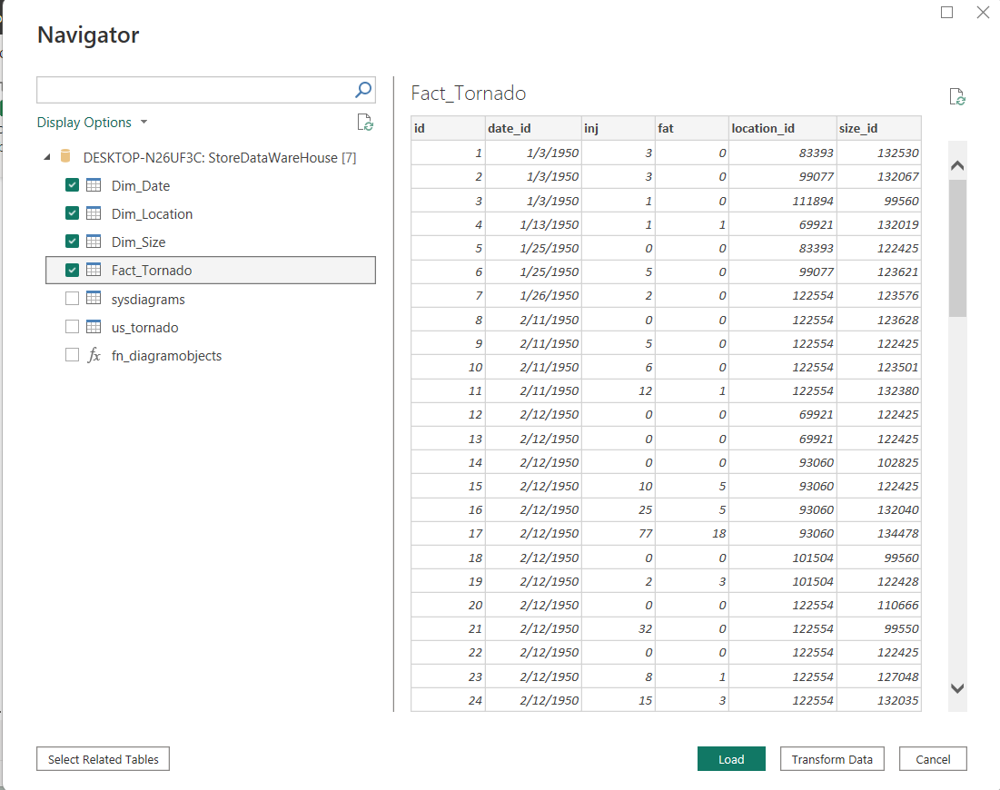 Navigator
Display Options
DESKTOP-N26UF3C: StoreDataWareHouse [7]
Dim_Date
Dim_Location
Dim_Size
Fact_Tornado
sysdiagrams
us_tornado
fx fn_diagramobjects
Fact_Tornado
id date_id inj fat location_id size_id
1 1/3/1950 3 0 83393 132530
2 1/3/1950 3 0 99077 132067
3 1/3/1950 1 0 111894 99560
4 1/13/1950 1 1 69921 132019
5 1/25/1950 0 0 83393 122425
6 1/25/1950 5 0 99077 123621
7 1/26/1950 2 0 122554 123576
8 2/11/1950 0 0 122554 123628
9 2/11/1950 5 0 122554 122425
10 2/11/1950 6 0 122554 123501
11 2/11/1950 12 1 122554 132380
12 2/12/1950 0 0 69921 122425
13 2/12/1950 0 0 69921 122425
14 2/12/1950 0 0 93060 102825
15 2/12/1950 10 5 93060 122425
16 2/12/1950 25 5 93060 132040
17 2/12/1950 77 18 93060 134478
18 2/12/1950 0 0 101504 99560
19 2/12/1950 2 3 101504 122428
20 2/12/1950 0 0 122554 110666
21 2/12/1950 32 0 122554 99550
22 2/12/1950 0 0 122554 122425
23 2/12/1950 8 1 122554 127048
24 2/12/1950 15 3 122554 132035
Select Related Tables
Load
Transform Data
Cancel